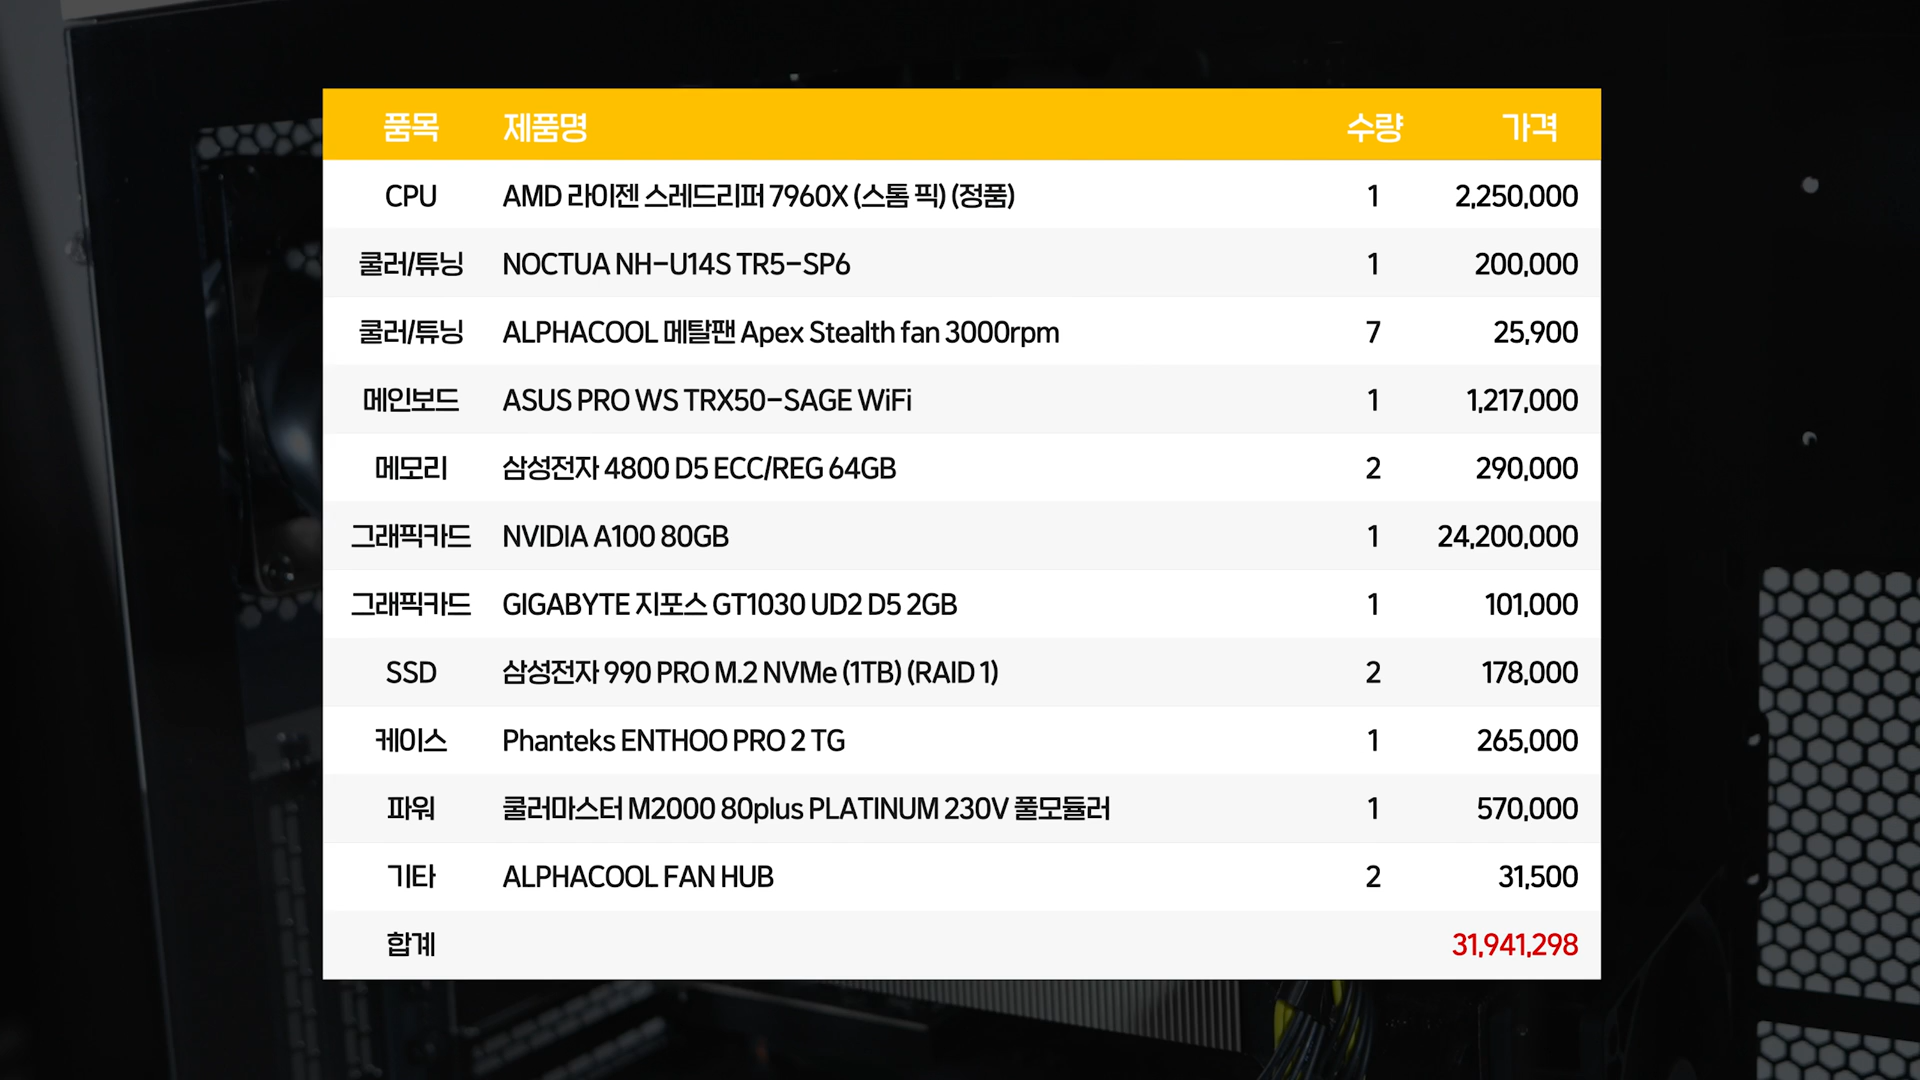 품목 제품명 수량 가격
CPU AMD 라이젠 스레드리퍼 7960X (스톰 픽) (정품) 1 2,250,000
쿨러/튜닝 NOCTUA NH-U14S TR5-SP6 1 200,000
쿨러/튜닝 ALPHACOOL 메탈팬 Apex Stealth fan 3000rpm 7 25,900
메인보드 ASUS PRO WS TRX50-SAGE WiFi 1 1,217,000
메모리 삼성전자 4800 D5 ECC/REG 64GB 2 290,000
그래픽카드 NVIDIA A100 80GB 1 24,200,000
그래픽카드 GIGABYTE 지포스 GT1030 UD2 D5 2GB 1 101,000
SSD 삼성전자 990 PRO M.2 NVMe (1TB) (RAID 1) 2 178,000
케이스 Phanteks ENTHOO PRO 2 TG 1 265,000
파워 쿨러마스터 M2000 80plus PLATINUM 230V 풀모듈러 1 570,000
기타 ALPHACOOL FAN HUB 2 31,500
합계 31,941,298